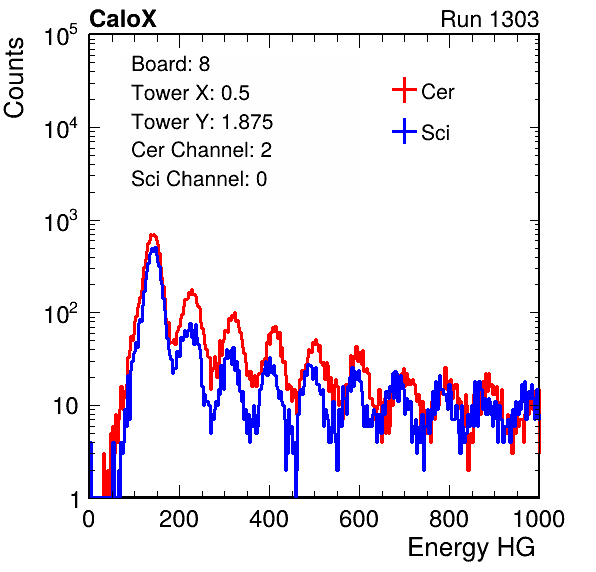 CaloX Run 1303
Counts
Board: 8
Tower X: 0.5
Tower Y: 1.875
Cer Channel: 2
Sci Channel: 0
Cer
Sci
10^5
10^4
10^3
10^2
10
1
0 200 400 600 800 1000
Energy HG